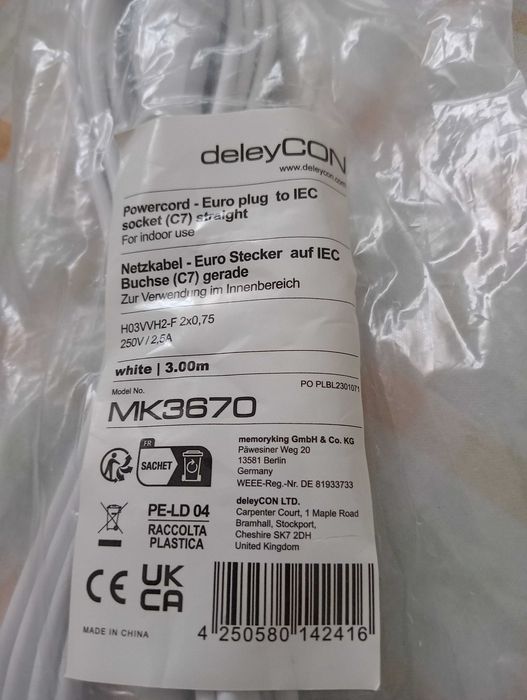 deleyCON
www.deleycon.com
Powercord - Euro plug to IEC
socket (C7) straight
For indoor use
Netzkabel - Euro Stecker auf IEC
Buchse (C7) gerade
Zur Verwendung im Innenbereich
H03VVH2-F 2x0,75
250V / 2,5A
white | 3.00m
PO PLBL2301071
Model No.
MK3670
FR
SACHET
memoryking GmbH & Co. KG
Päwesiner Weg 20
13581 Berlin
Germany
WEEE-Reg.-Nr. DE 81933733
PE-LD 04
RACCOLTA
PLASTICA
deleyCON LTD.
Carpenter Court, 1 Maple Road
Bramhall, Stockport,
Cheshire SK7 2DH
United Kingdom
CE
UK
CA
MADE IN CHINA
4 250580 142416